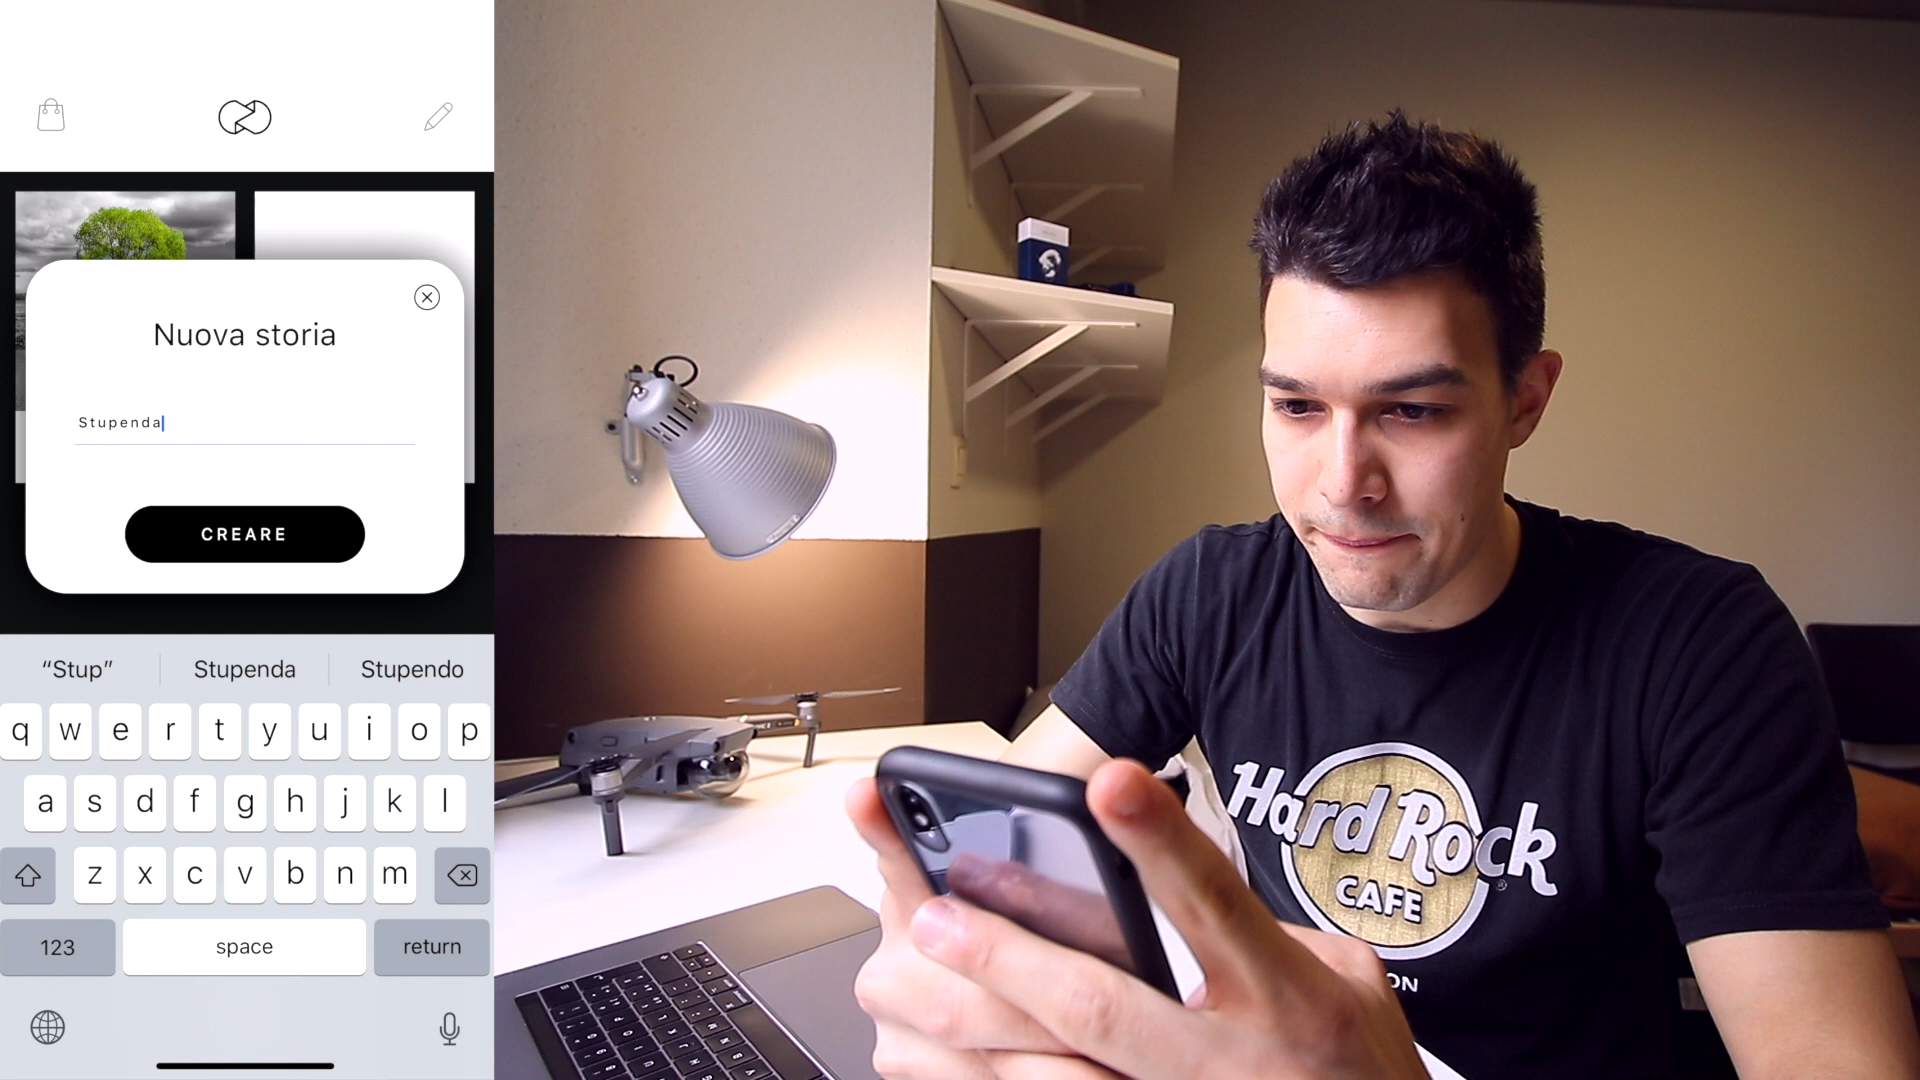 Nuova storia
Stupenda
CREARE
“Stup” Stupenda Stupendo
q w e r t y u i o p
a s d f g h j k l
z x c v b n m
123 space return
Hard Rock
CAFE
®